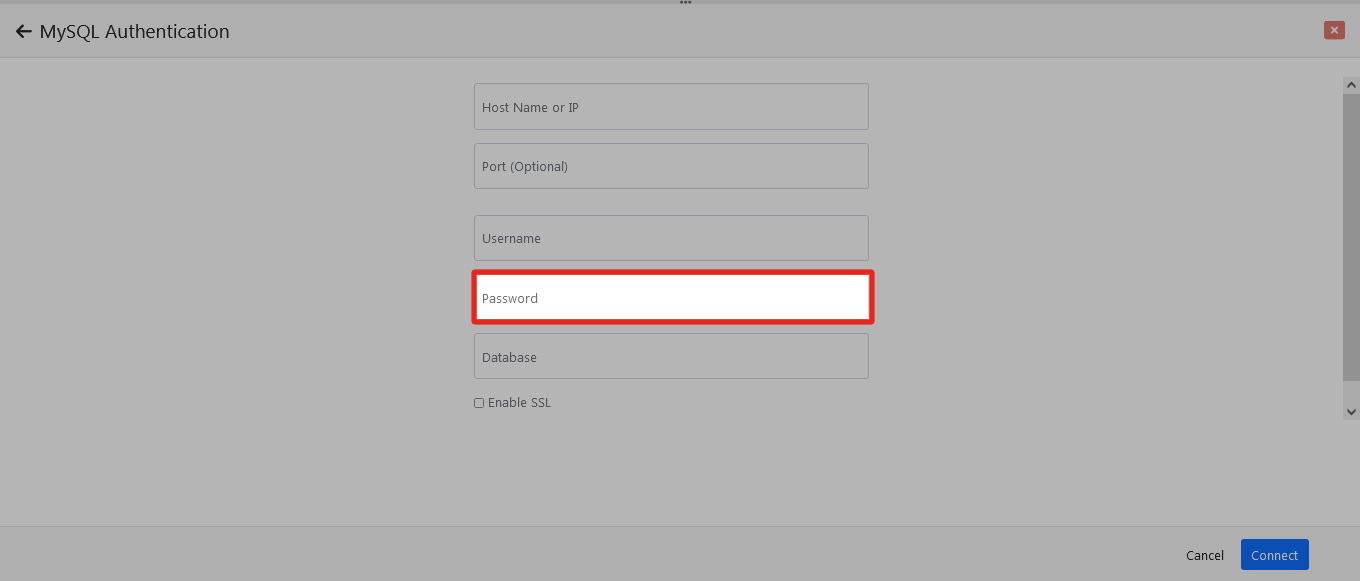 MySQL Authentication
Host Name or IP
Port (Optional)
Username
Password
Database
Enable SSL
Cancel
Connect